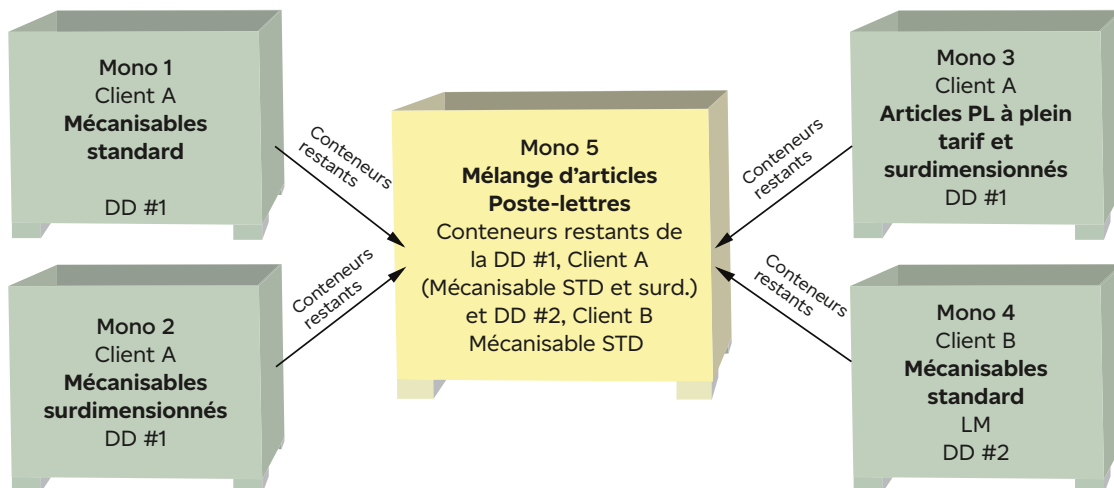 Mono 1
Client A
Mécanisables
standard
DD #1
Conteneurs
restants
Mono 2
Client A
Mécanisables
surdimensionnés
DD #1
Conteneurs
restants
Mono 5
Mélange d'articles
Poste-lettres
Conteneurs restants de
la DD #1, Client A
(Mécanisable STD et surd.)
et DD #2, Client B
Mécanisable STD
Mono 3
Client A
Articles PL à plein
tarif et
surdimensionnés
DD #1
Conteneurs
restants
Mono 4
Client B
Mécanisables
standard
LM
DD #2
Conteneurs
restants